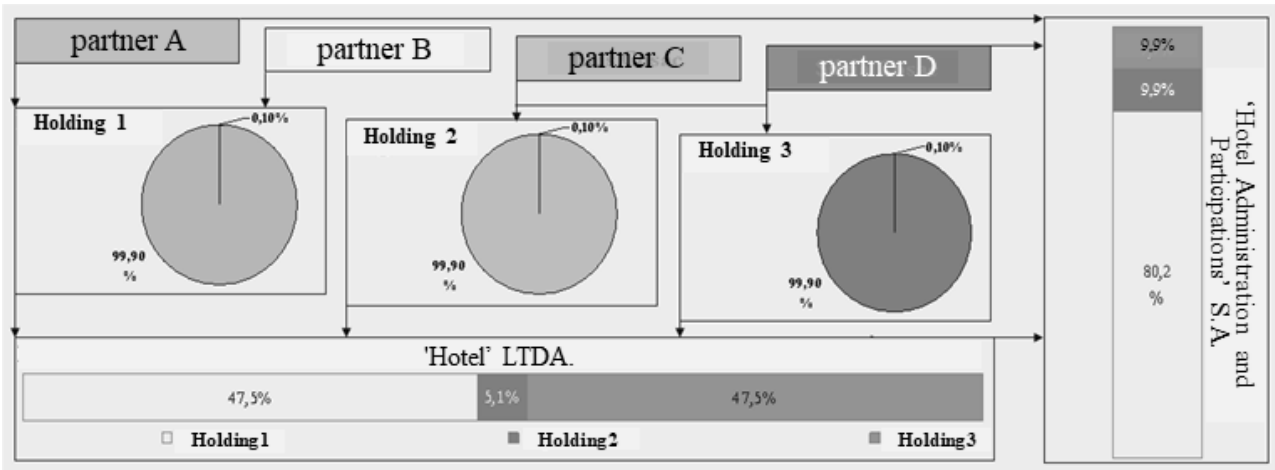 partner A
partner B
partner C
partner D
Holding 1
0,10%
99,90
%
Holding 2
0,10%
99,90
%
Holding 3
0,10%
99,90
%
'Hotel' LTDA.
47,5%
5,1%
47,5%
Holding1
Holding2
Holding3
9,9%
9,9%
80,2
%
'Hotel Administration and
Participations' S.A.